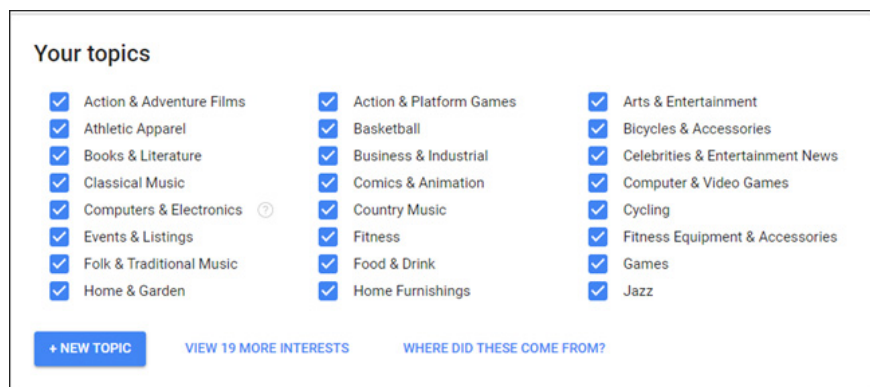 Your topics
Action & Adventure Films Action & Platform Games Arts & Entertainment
Athletic Apparel Basketball Bicycles & Accessories
Books & Literature Business & Industrial Celebrities & Entertainment News
Classical Music Comics & Animation Computer & Video Games
Computers & Electronics ? Country Music Cycling
Events & Listings Fitness Fitness Equipment & Accessories
Folk & Traditional Music Food & Drink Games
Home & Garden Home Furnishings Jazz
+ NEW TOPIC VIEW 19 MORE INTERESTS WHERE DID THESE COME FROM?